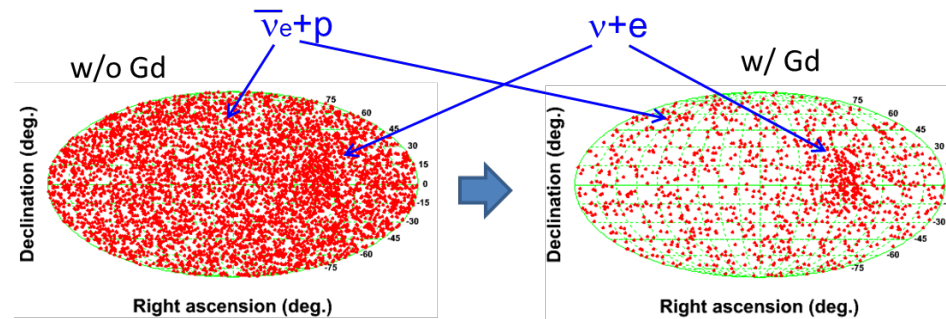 ν̅e+p
ν+e
w/o Gd
w/ Gd
Declination (deg.)
75
60
45
30
15
0
-15
-30
-45
-60
-75
Right ascension (deg.)
Declination (deg.)
75
60
45
30
15
0
-15
-30
-45
-60
-75
Right ascension (deg.)